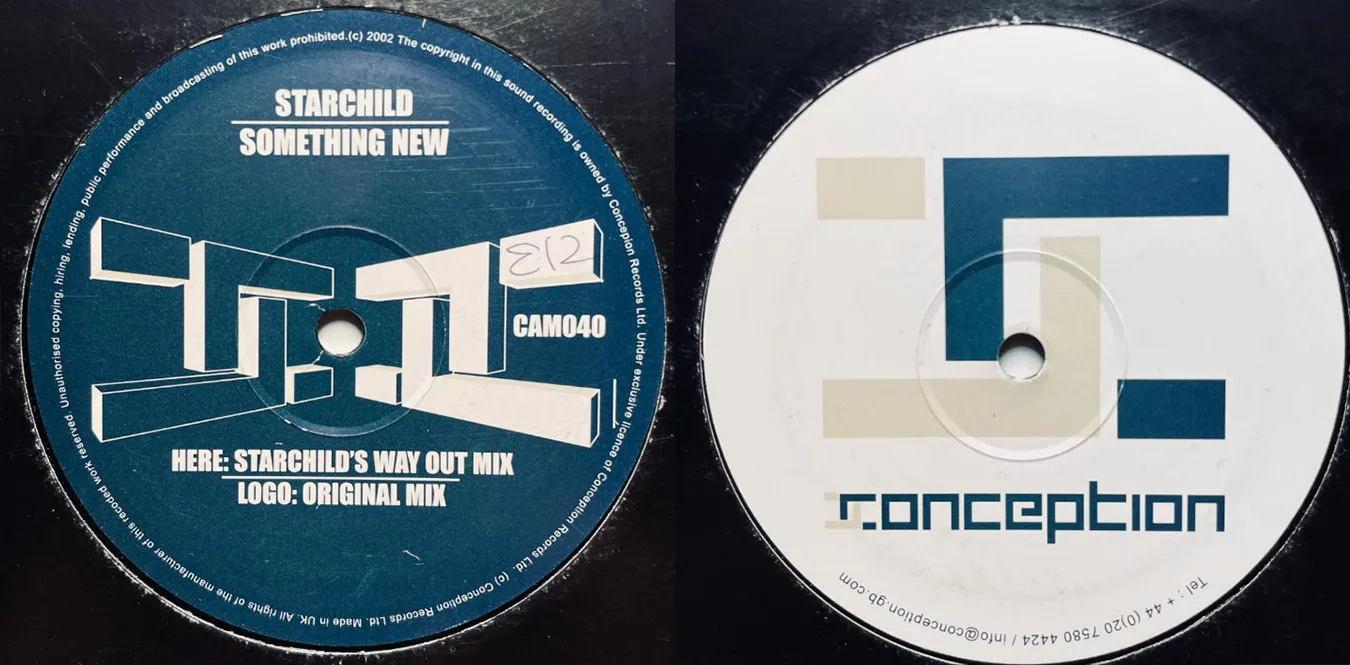 STARCHILD
SOMETHING NEW
CAM040
HERE: STARCHILD'S WAY OUT MIX
LOGO: ORIGINAL MIX
Unauthorised copying, hiring, lending, public performance and broadcasting of this work prohibited.(c) 2002 The copyright in this sound recording is owned by Concepion Records Ltd. Under exclusive licence of Conception Records Ltd. (c) Conception Records Ltd. Made in UK. All rights of the manufacturer of this recoded work reserved.
conception
Tel : + 44 (0)20 7580 4424 / info@conception.gb.com